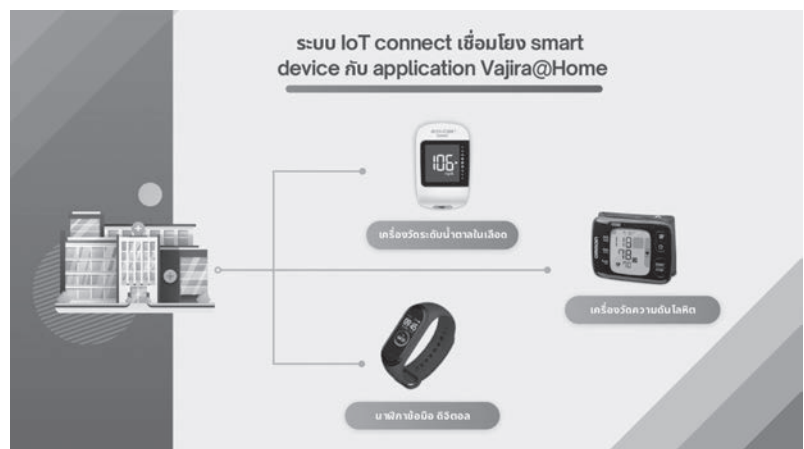 ระบบ IoT connect เชื่อมโยง smart
device กับ application Vajira@Home
106
เครื่องวัดระดับน้ำตาลในเลือด
118
78
70
เครื่องวัดความดันโลหิต
นาฬิกาข้อมือ ดิจิตอล